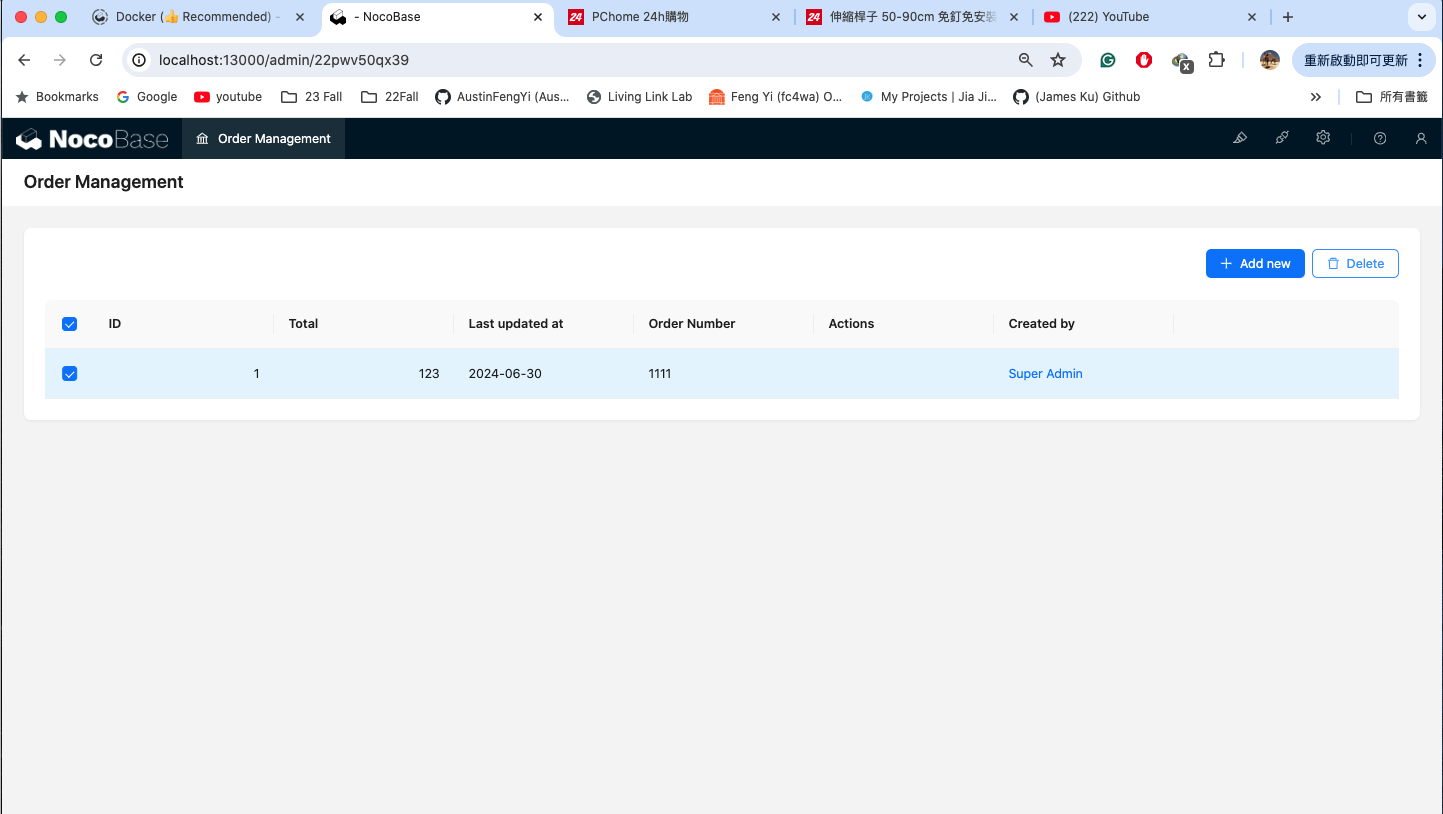 Docker (👍 Recommended) -
- NocoBase
24 PChome 24h購物
24 伸縮桿子 50-90cm 免釘免安裝
(222) YouTube
localhost:13000/admin/22pwv50qx39
x
重新啟動即可更新
Bookmarks
Google
youtube
23 Fall
22Fall
AustinFengYi (Aus...
Living Link Lab
Feng Yi (fc4wa) O...
My Projects | Jia Ji...
(James Ku) Github
所有書籤
NocoBase
Order Management
Order Management
Add new
Delete
ID Total Last updated at Order Number Actions Created by
1 123 2024-06-30 1111 Super Admin